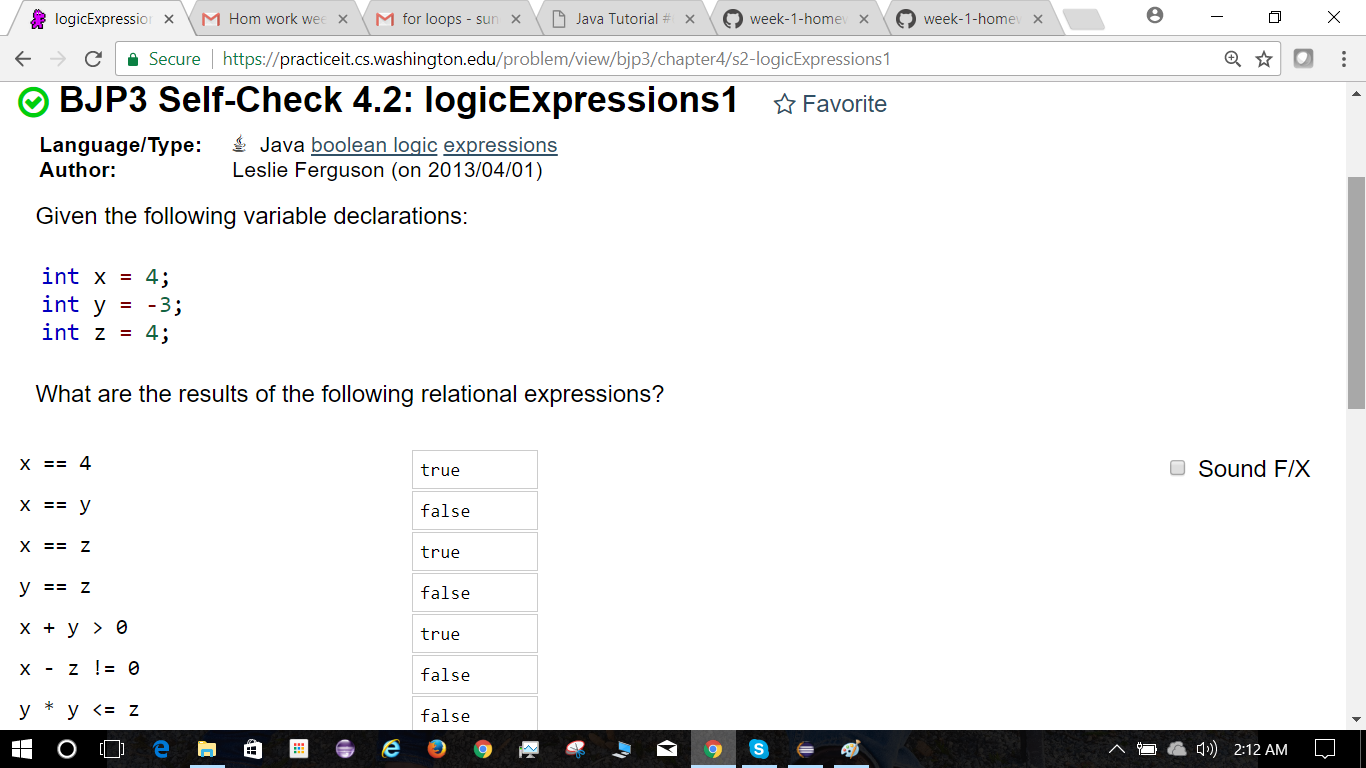 logicExpression
Hom work wee
for loops - sun
Java Tutorial #
week-1-homew
week-1-homew
Secure https://practiceit.cs.washington.edu/problem/view/bjp3/chapter4/s2-logicExpressions1
BJP3 Self-Check 4.2: logicExpressions1 Favorite
Language/Type: Java boolean logic expressions
Author: Leslie Ferguson (on 2013/04/01)
Given the following variable declarations:
int x = 4;
int y = -3;
int z = 4;
What are the results of the following relational expressions?
x == 4 true
Sound F/X
x == y false
x == z true
y == z false
x + y > 0 true
x - z != 0 false
y * y <= z false
2:12 AM